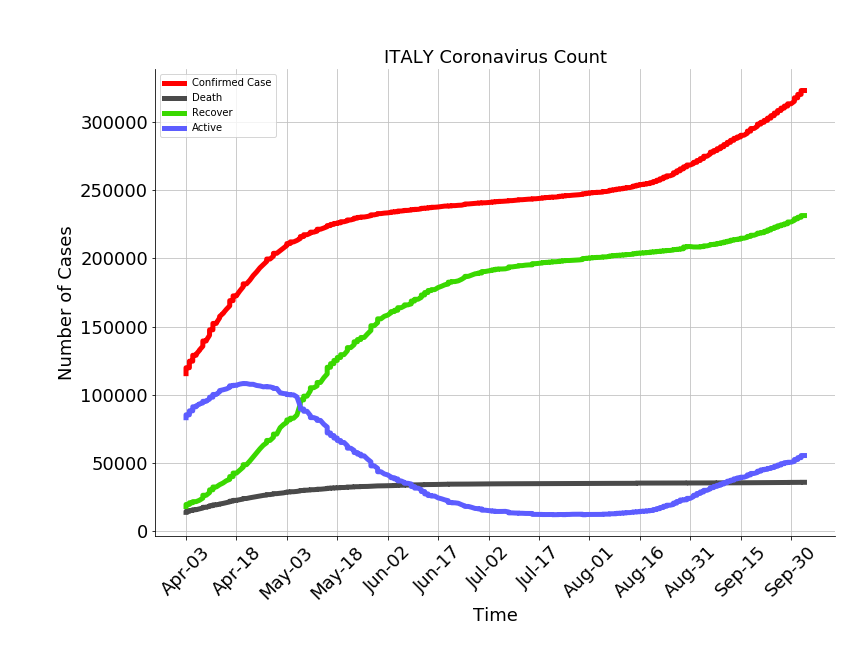 ITALY Coronavirus Count
Confirmed Case
Death
Recover
Active
300000
250000
200000
150000
100000
50000
0
Number of Cases
Apr-03
Apr-18
May-03
May-18
Jun-02
Jun-17
Jul-02
Jul-17
Aug-01
Aug-16
Aug-31
Sep-15
Sep-30
Time